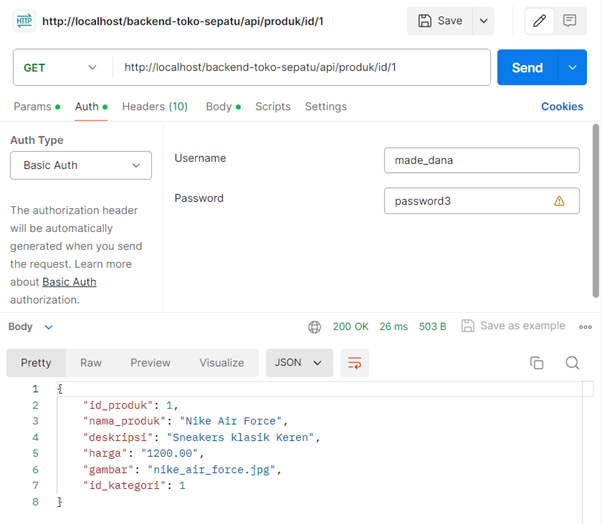 HTTP http://localhost/backend-toko-sepatu/api/produk/id/1 Save
GET http://localhost/backend-toko-sepatu/api/produk/id/1 Send
Params Auth Headers (10) Body Scripts Settings Cookies
Auth Type
Basic Auth
The authorization header
will be automatically
generated when you send
the request. Learn more
about Basic Auth
authorization.
Username made_dana
Password password3
Body 200 OK 26 ms 503 B Save as example
Pretty Raw Preview Visualize JSON
1 {
2 "id_produk": 1,
3 "nama_produk": "Nike Air Force",
4 "deskripsi": "Sneakers klasik Keren",
5 "harga": "1200.00",
6 "gambar": "nike_air_force.jpg",
7 "id_kategori": 1
8 }